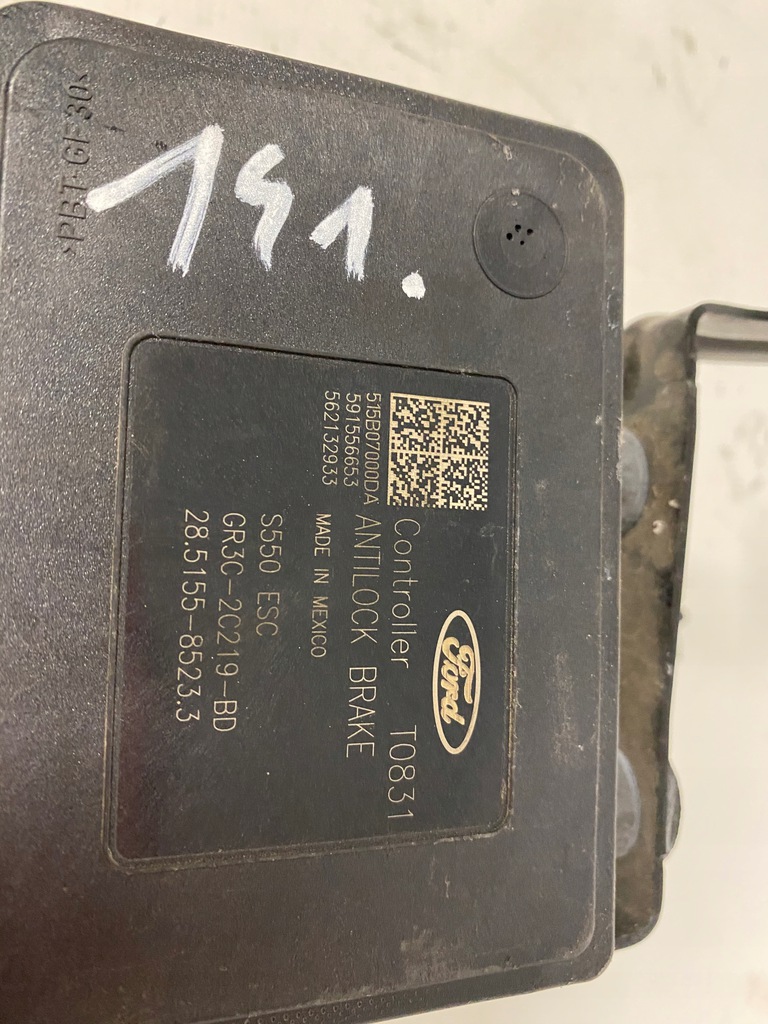 >PBT-GF30<
191.
Ford
Controller T0831
ANTILOCK BRAKE
515B07000DA
591556653
562132933
MADE IN MEXICO
S550 ESC
GR3C-2C219-BD
28.5155-8523.3